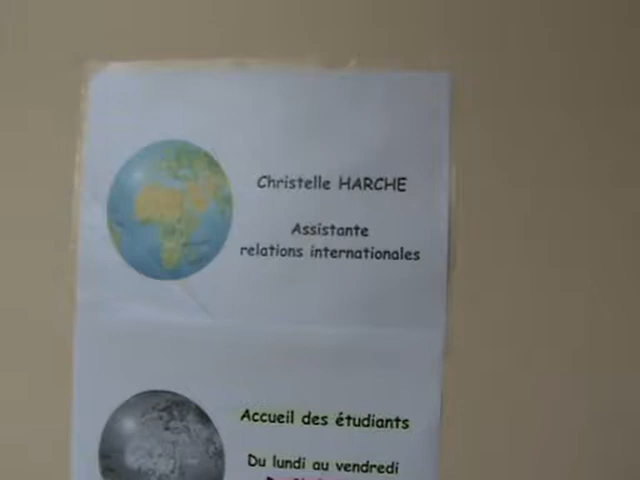 Christelle HARCHE
Assistante
relations internationales
Accueil des étudiants
Du lundi au vendredi